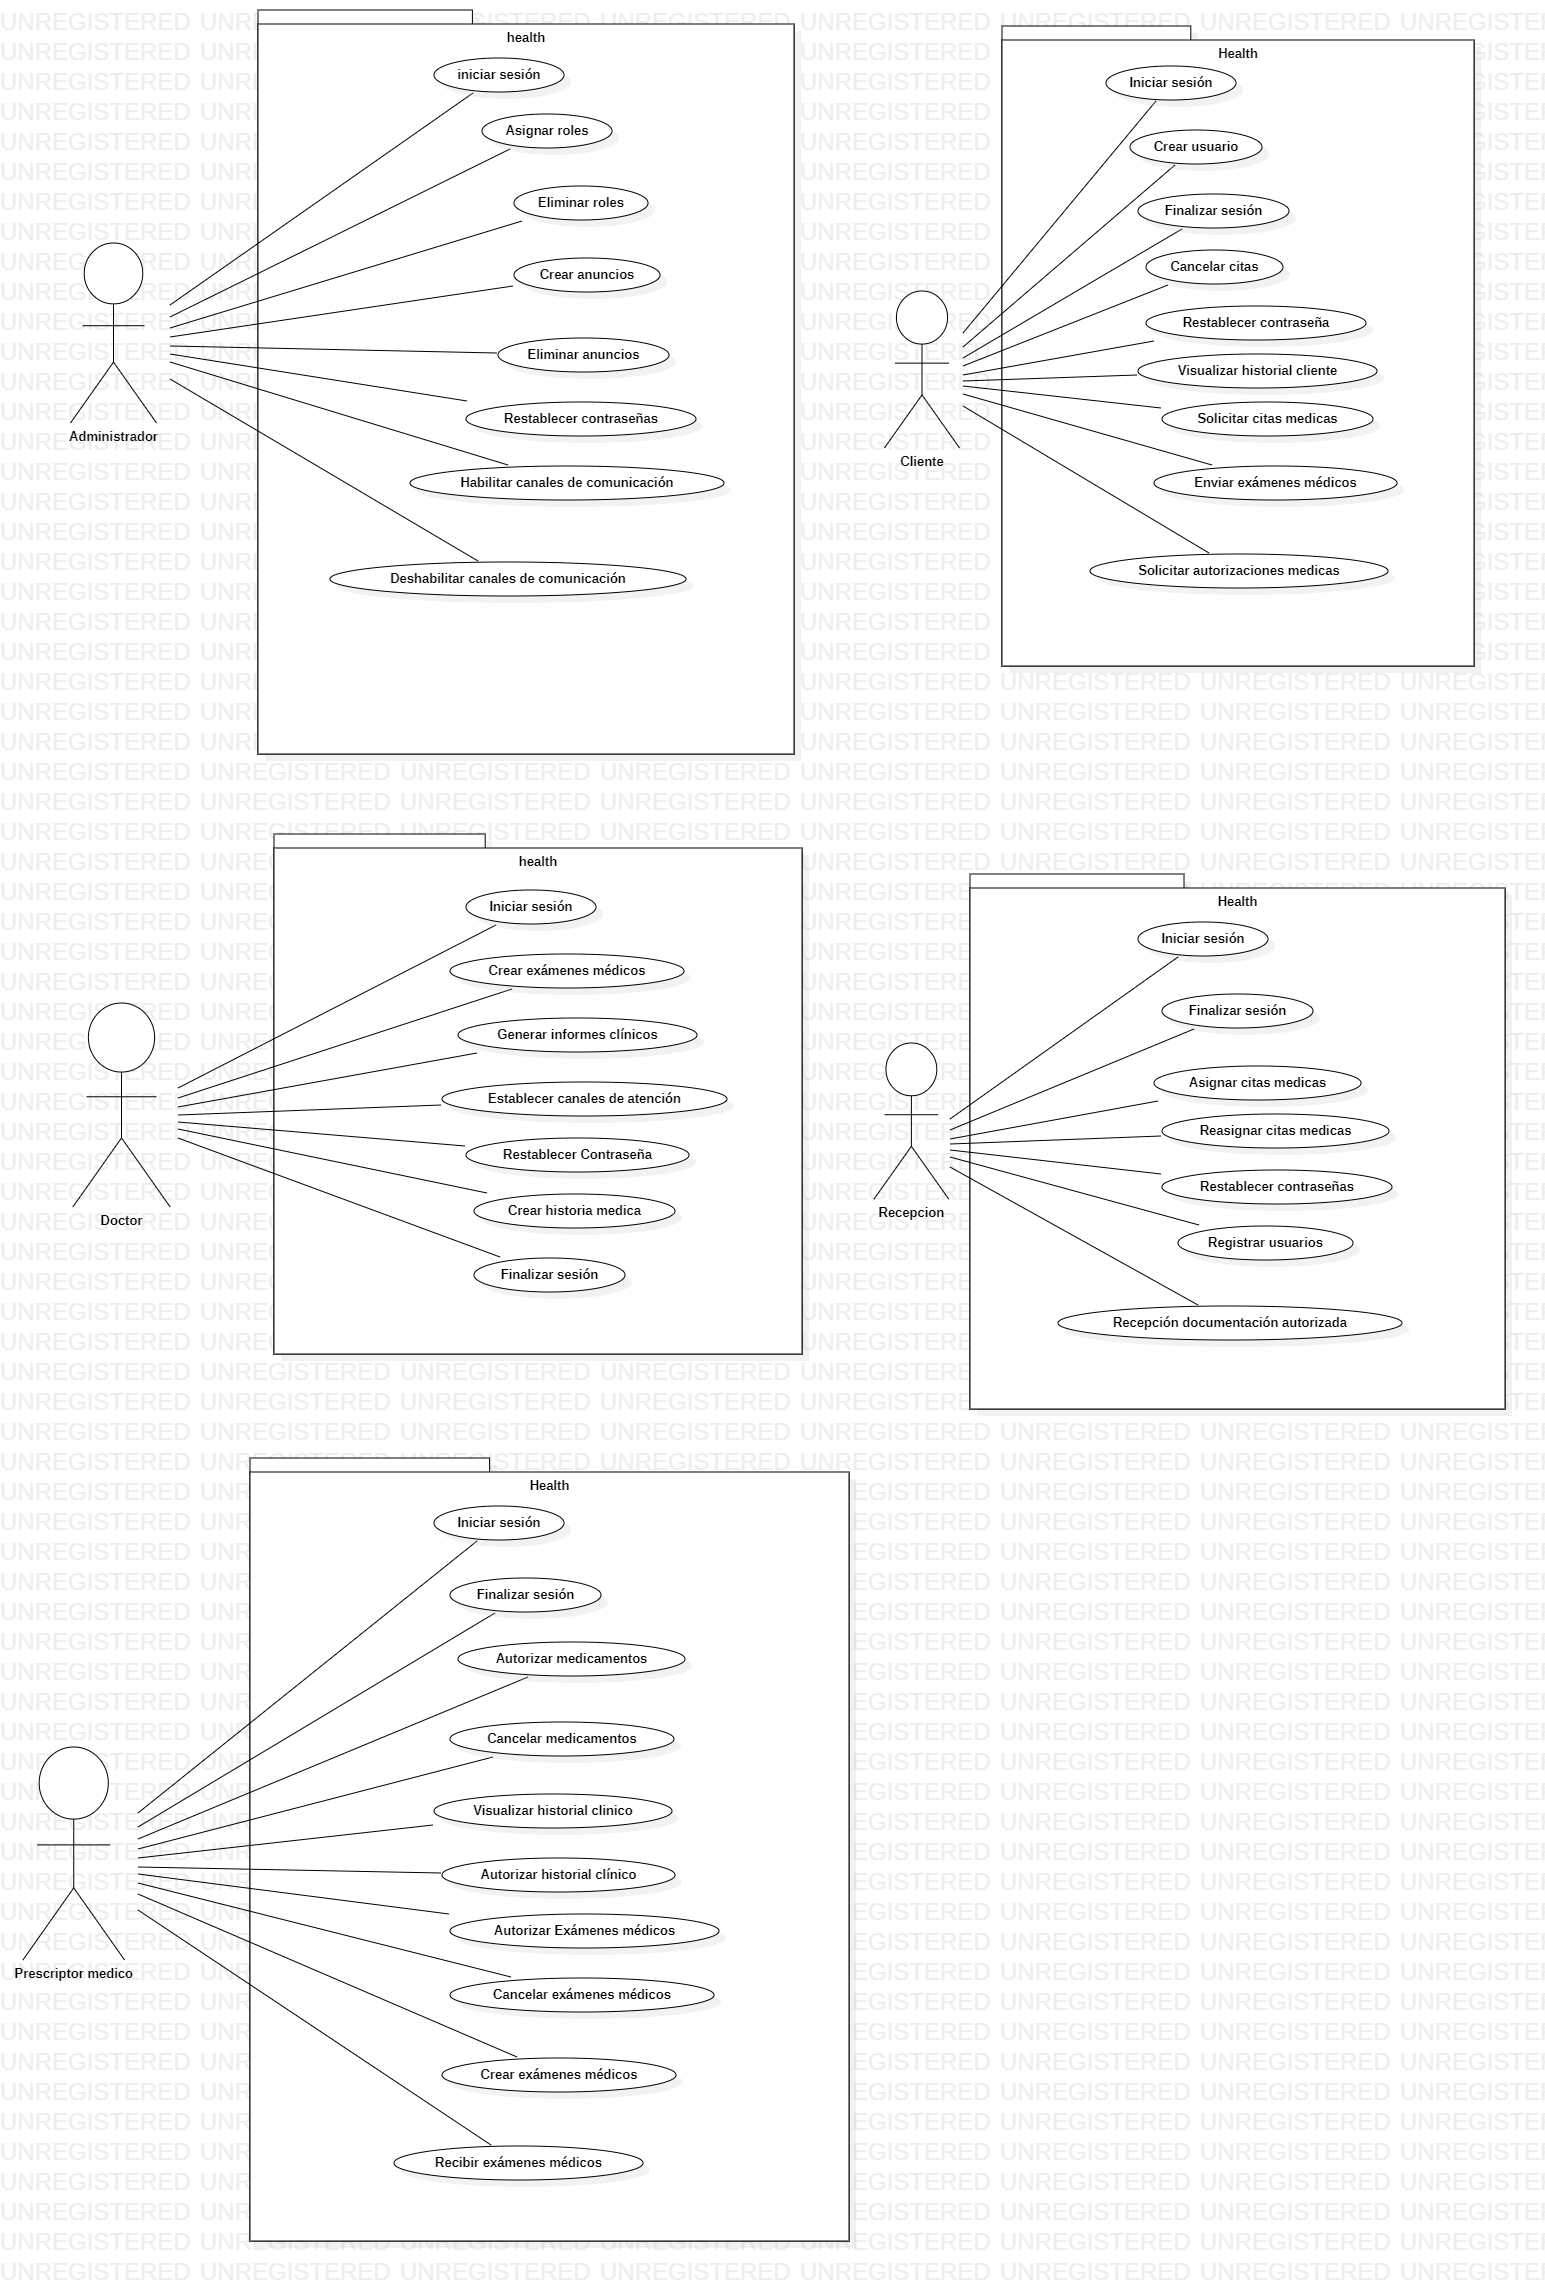 health
iniciar sesión
Asignar roles
Eliminar roles
Crear anuncios
Eliminar anuncios
Restablecer contraseñas
Habilitar canales de comunicación
Deshabilitar canales de comunicación
Administrador
Health
Iniciar sesión
Crear usuario
Finalizar sesión
Cancelar citas
Restablecer contraseña
Visualizar historial cliente
Solicitar citas medicas
Enviar exámenes médicos
Solicitar autorizaciones medicas
Cliente
health
Iniciar sesión
Crear exámenes médicos
Generar informes clínicos
Establecer canales de atención
Restablecer Contraseña
Crear historia medica
Finalizar sesión
Doctor
Health
Iniciar sesión
Finalizar sesión
Asignar citas medicas
Reasignar citas medicas
Restablecer contraseñas
Registrar usuarios
Recepción documentación autorizada
Recepcion
Health
Iniciar sesión
Finalizar sesión
Autorizar medicamentos
Cancelar medicamentos
Visualizar historial clinico
Autorizar historial clínico
Autorizar Exámenes médicos
Cancelar exámenes médicos
Crear exámenes médicos
Recibir exámenes médicos
Prescriptor medico
UNREGISTERED